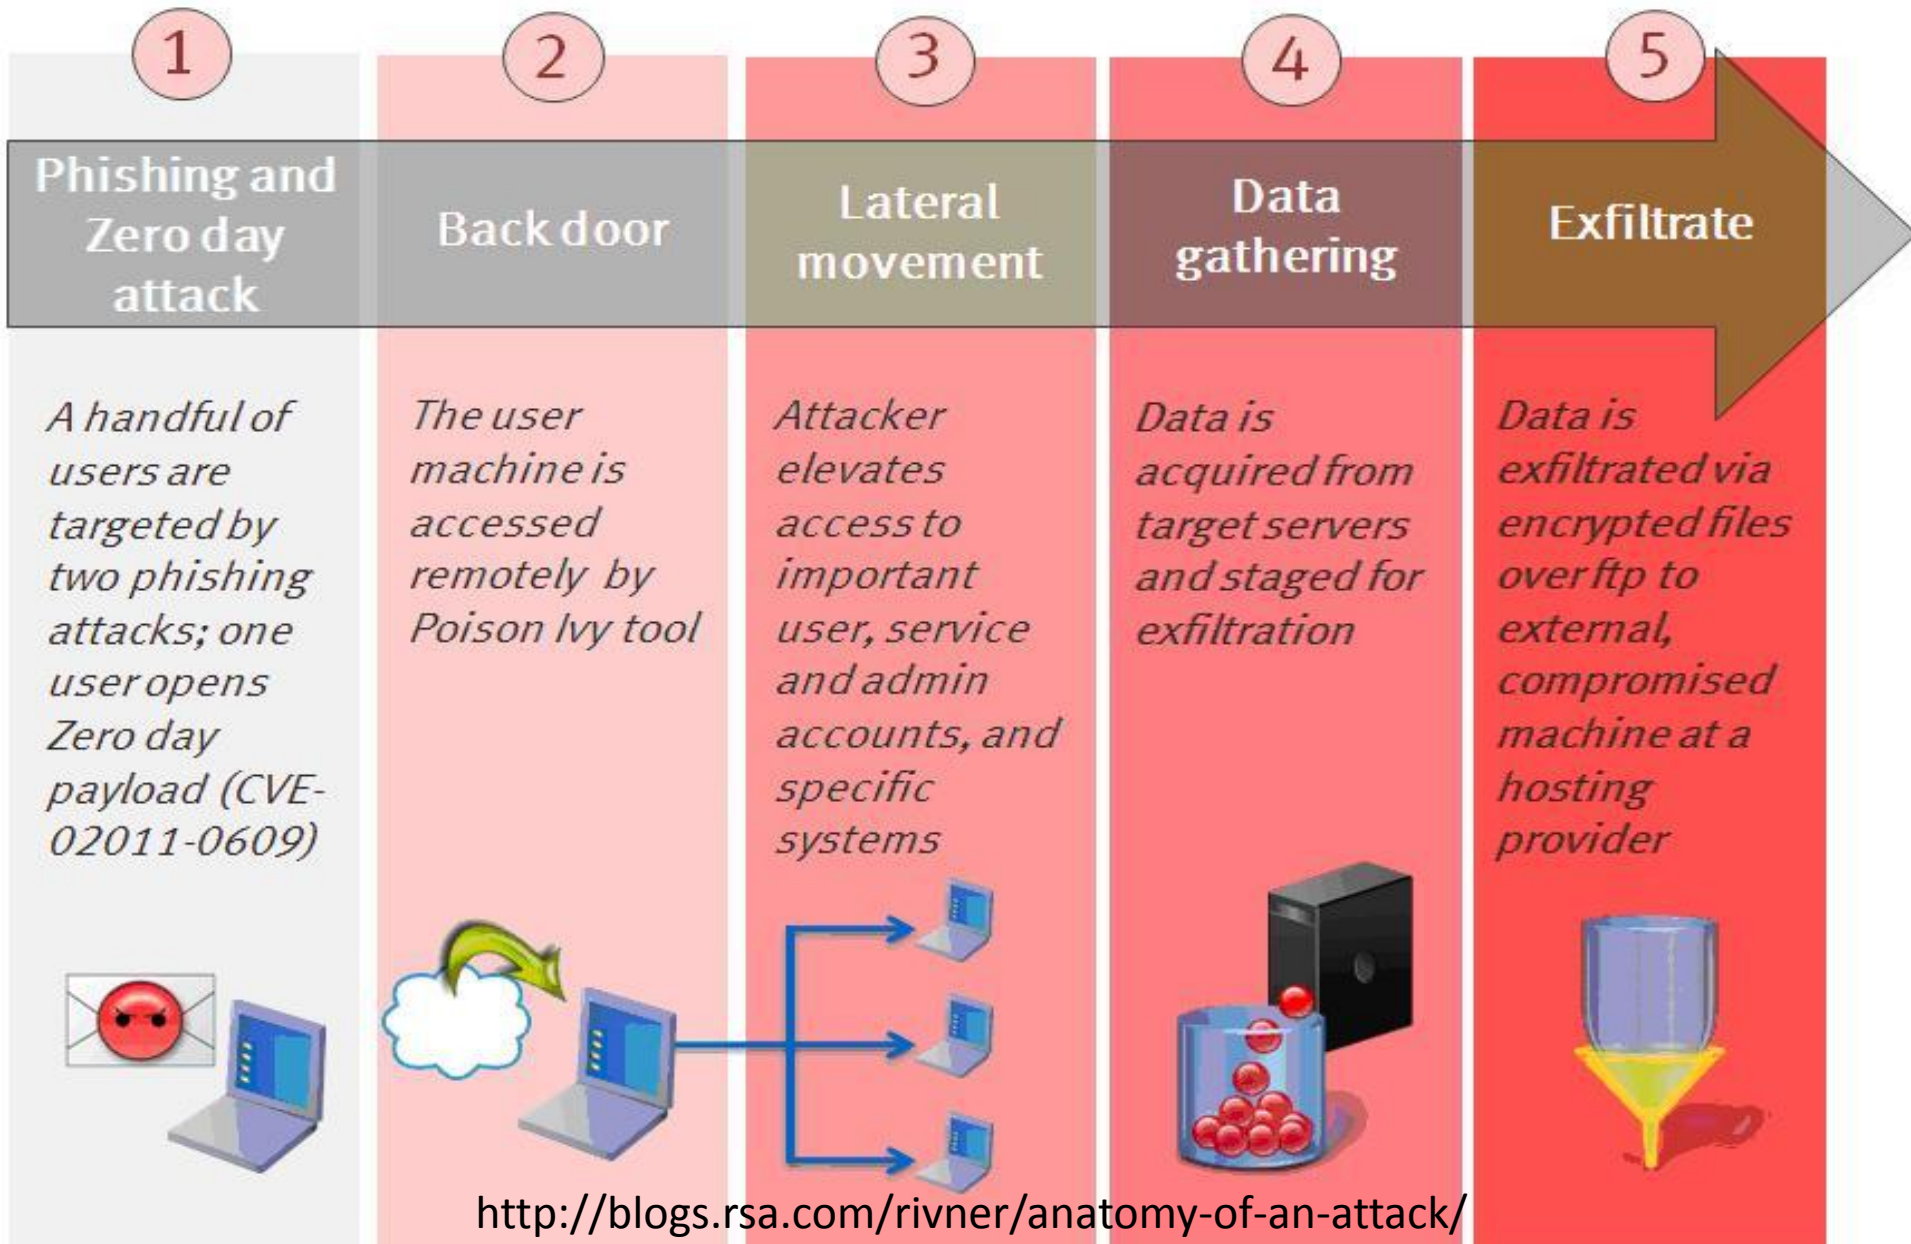 1
Phishing and
Zero day
attack
A handful of
users are
targeted by
two phishing
attacks; one
user opens
Zero day
payload (CVE-
02011-0609)
2
Back door
The user
machine is
accessed
remotely by
Poison Ivy tool
3
Lateral
movement
Attacker
elevates
access to
important
user, service
and admin
accounts, and
specific
systems
4
Data
gathering
Data is
acquired from
target servers
and staged for
exfiltration
5
Exfiltrate
Data is
exfiltrated via
encrypted files
over ftp to
external,
compromised
machine at a
hosting
provider
http://blogs.rsa.com/rivner/anatomy-of-an-attack/